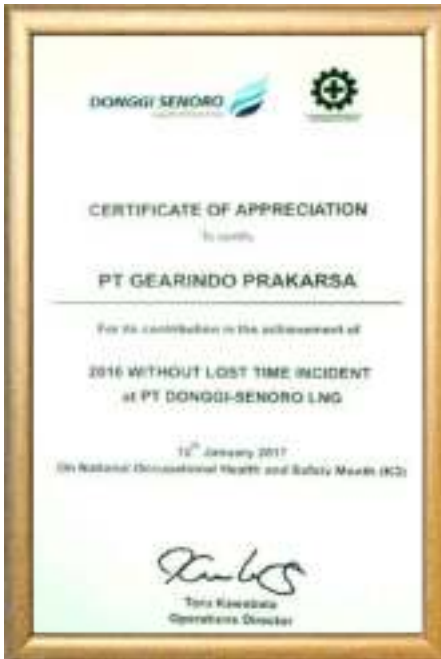 DONGGI SENORO
CERTIFICATE OF APPRECIATION
To certify
PT GEARINDO PRAKARSA
For its contribution in the achievement of
2016 WITHOUT LOST TIME INCIDENT
at PT DONGGI-SENORO LNG
12th January 2017
On National Occupational Health and Safety Month (K3)
Operations Director